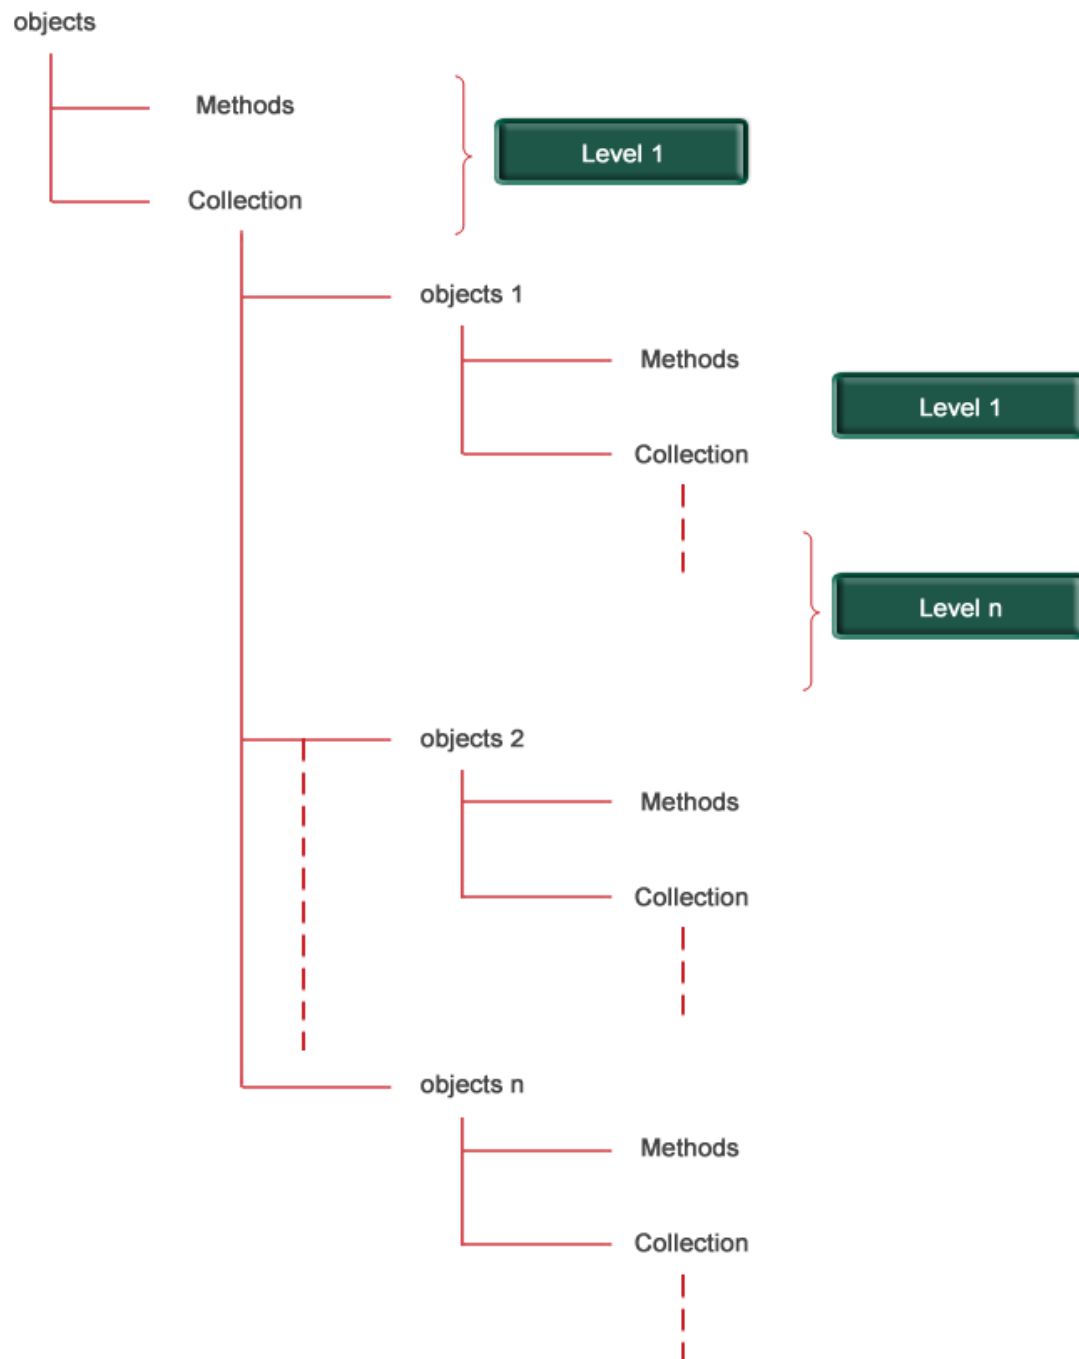 objects
Methods
Level 1
Collection
objects 1
Methods
Level 1
Collection
Level n
objects 2
Methods
Collection
objects n
Methods
Collection